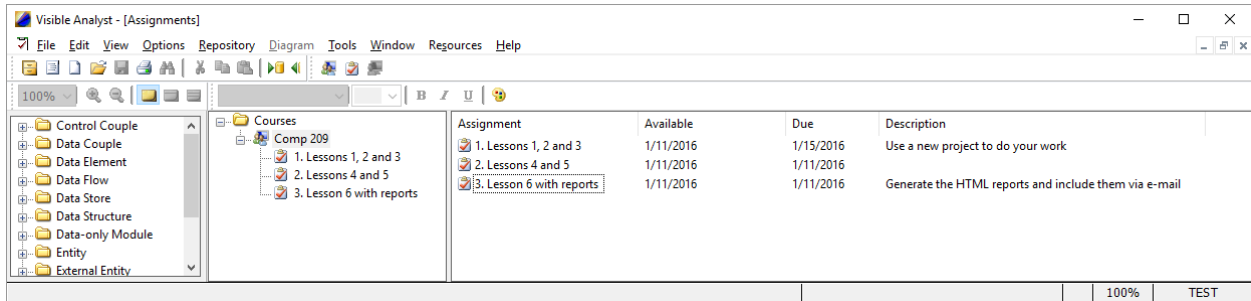 Visible Analyst - [Assignments]
File Edit View Options Repository Diagram Tools Window Resources Help
100% B I U
Control Couple
Data Couple
Data Element
Data Flow
Data Store
Data Structure
Data-only Module
Entity
External Entity
Courses
Comp 209
1. Lessons 1, 2 and 3
2. Lessons 4 and 5
3. Lesson 6 with reports
Assignment Available Due Description
1. Lessons 1, 2 and 3 1/11/2016 1/15/2016 Use a new project to do your work
2. Lessons 4 and 5 1/11/2016 1/11/2016
3. Lesson 6 with reports 1/11/2016 1/11/2016 Generate the HTML reports and include them via e-mail
100% TEST